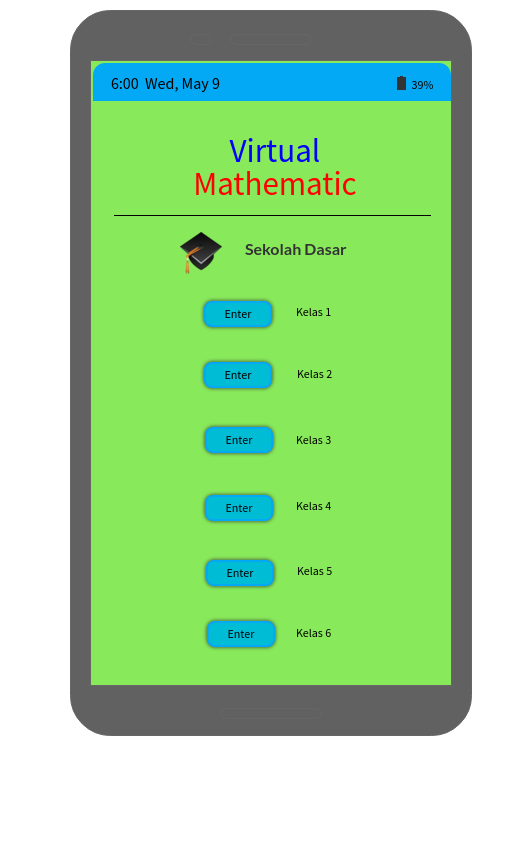 6:00 Wed, May 9 39%
Virtual
Mathematic
Sekolah Dasar
Enter Kelas 1
Enter Kelas 2
Enter Kelas 3
Enter Kelas 4
Enter Kelas 5
Enter Kelas 6